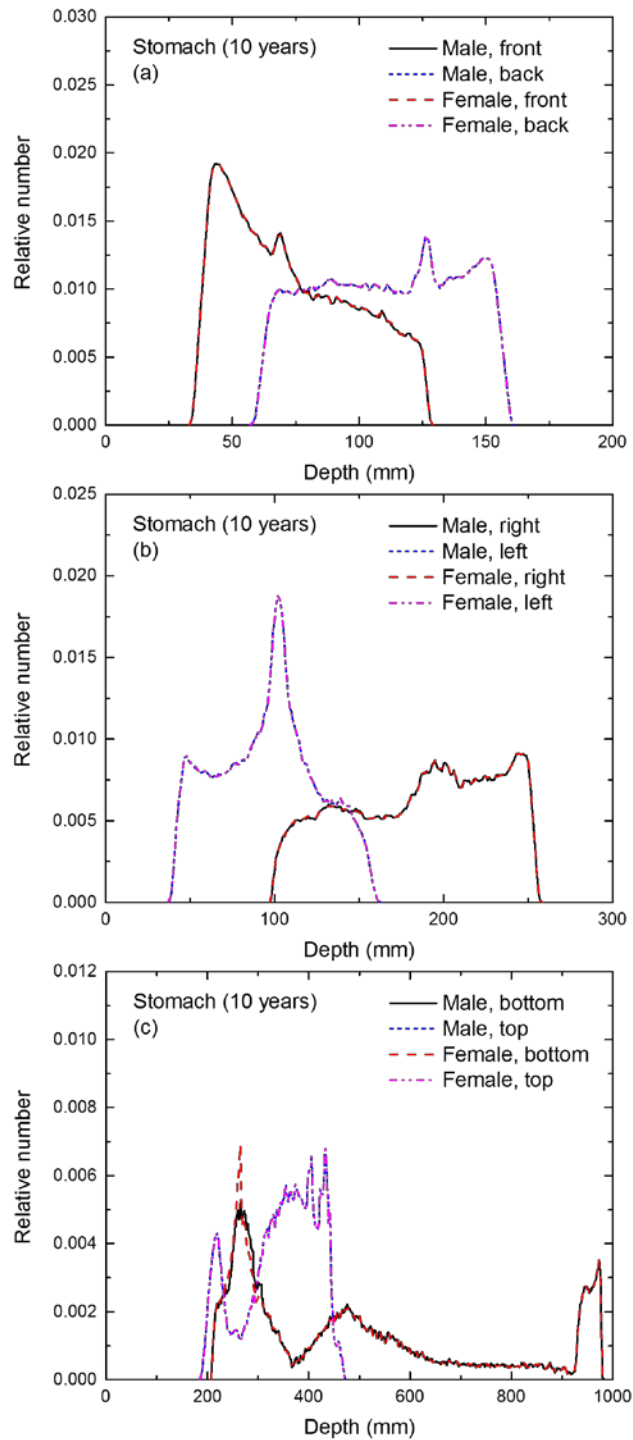 0.030
0.025
0.020
0.015
0.010
0.005
0.000
Relative number
Stomach (10 years)
(a)
Male, front
Male, back
Female, front
Female, back
0 50 100 150 200
Depth (mm)
0.025
0.020
0.015
0.010
0.005
0.000
Relative number
Stomach (10 years)
(b)
Male, right
Male, left
Female, right
Female, left
0 100 200 300
Depth (mm)
0.012
0.010
0.008
0.006
0.004
0.002
0.000
Relative number
Stomach (10 years)
(c)
Male, bottom
Male, top
Female, bottom
Female, top
0 200 400 600 800 1000
Depth (mm)